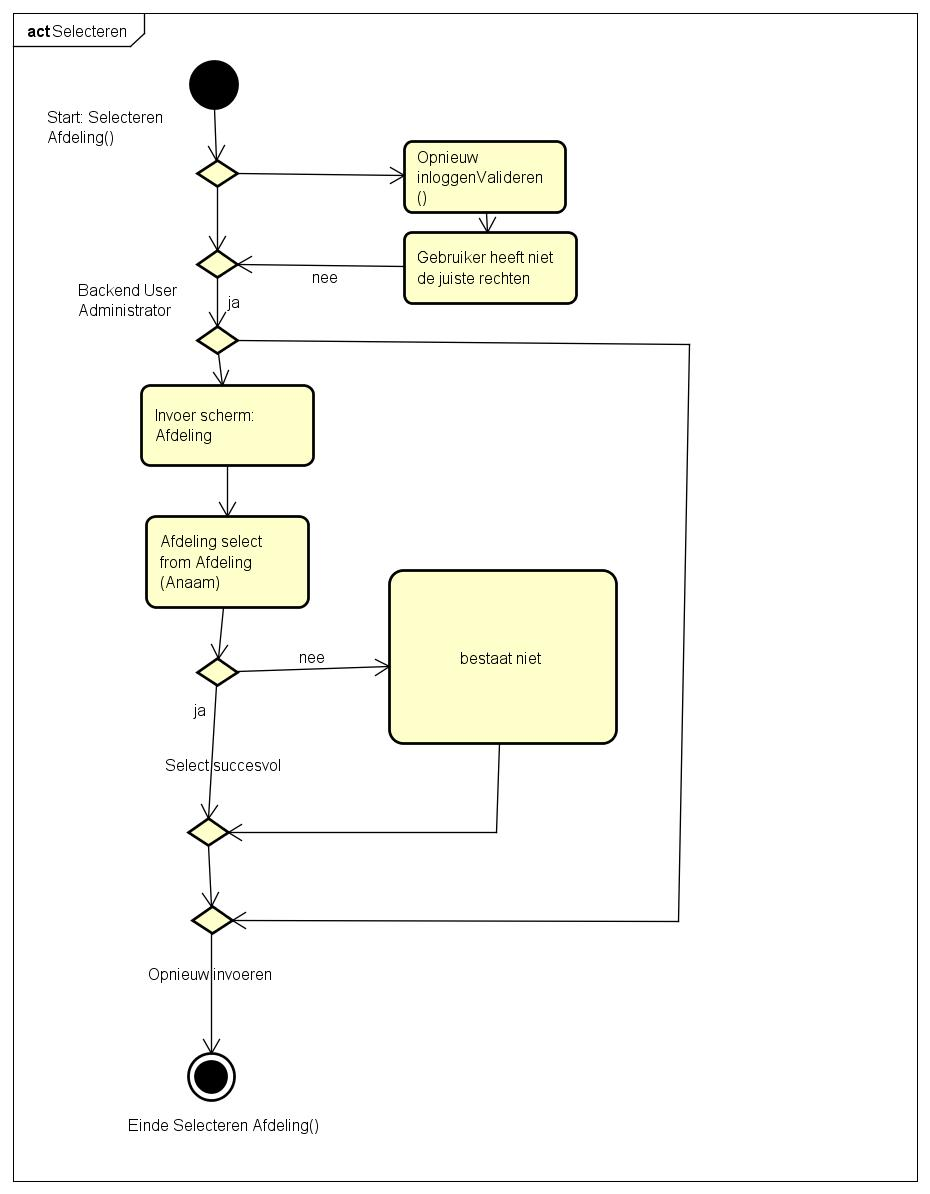 act Selecteren
Start: Selecteren
Afdeling()
Opnieuw
inloggenValideren
()
Gebruiker heeft niet
de juiste rechten
nee
Backend User
Administrator
ja
Invoer scherm:
Afdeling
Afdeling select
from Afdeling
(Anaam)
nee
bestaat niet
ja
Select succesvol
Opnieuw invoeren
Einde Selecteren Afdeling()